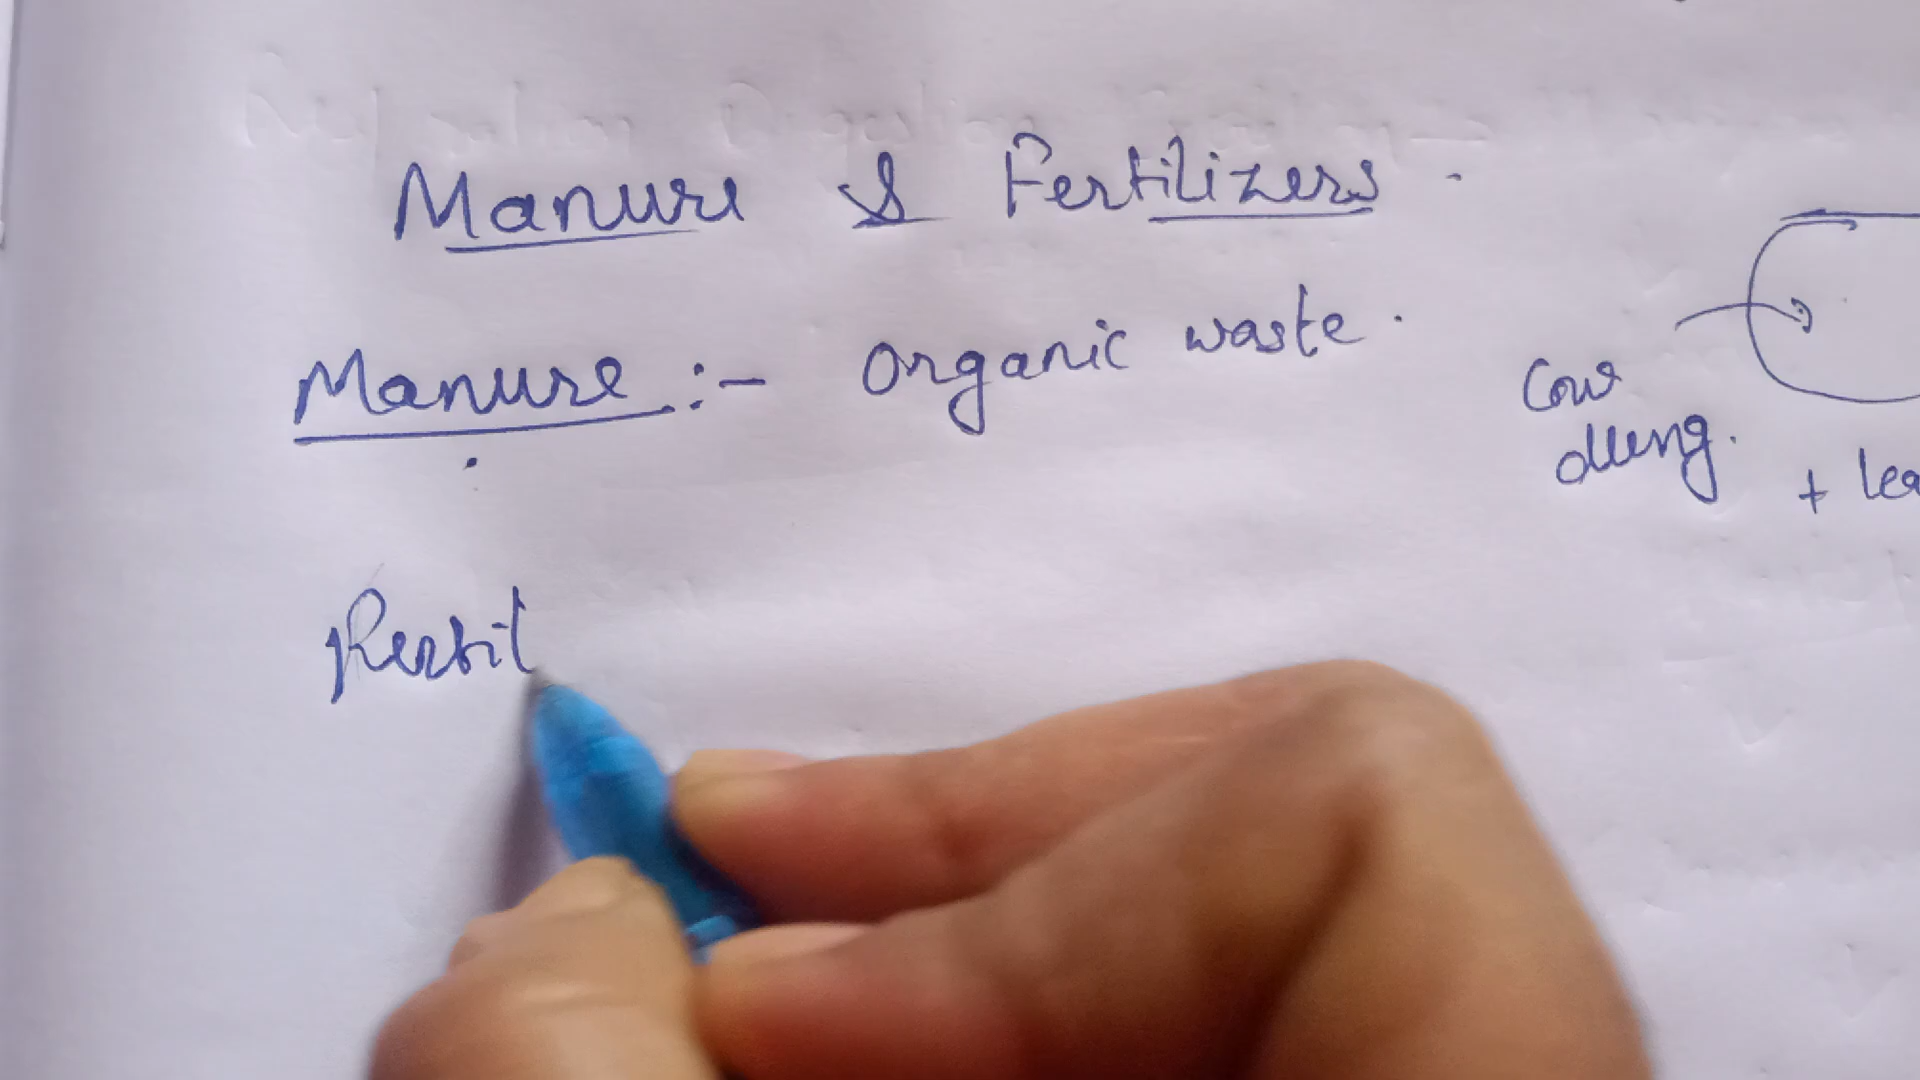 Manure & Fertilizers.
Manure :- Organic waste.
Cow
dung.
+ lea
Fertil